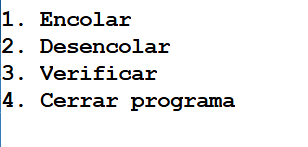 1. Encolar
2. Desencolar
3. Verificar
4. Cerrar programa